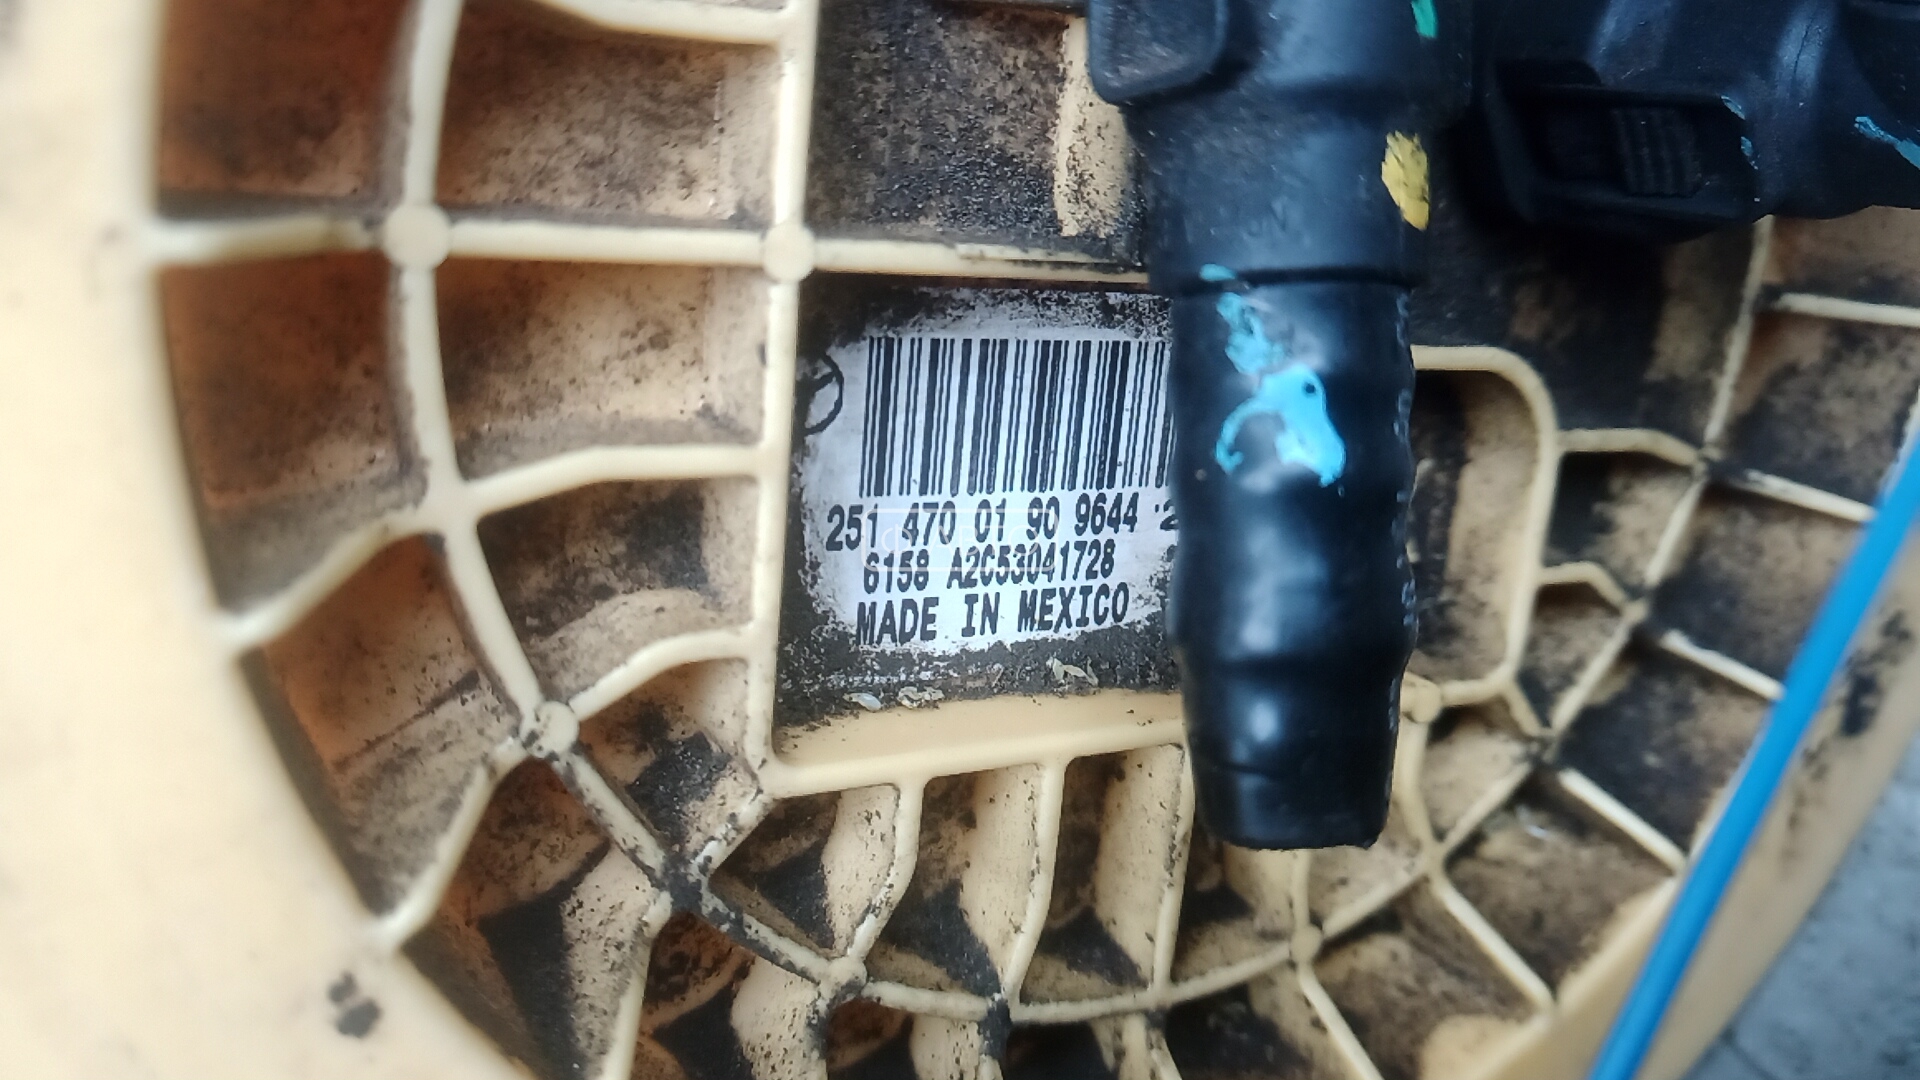 251 470 01 90 9644
6158 A2C53041728
MADE IN MEXICO